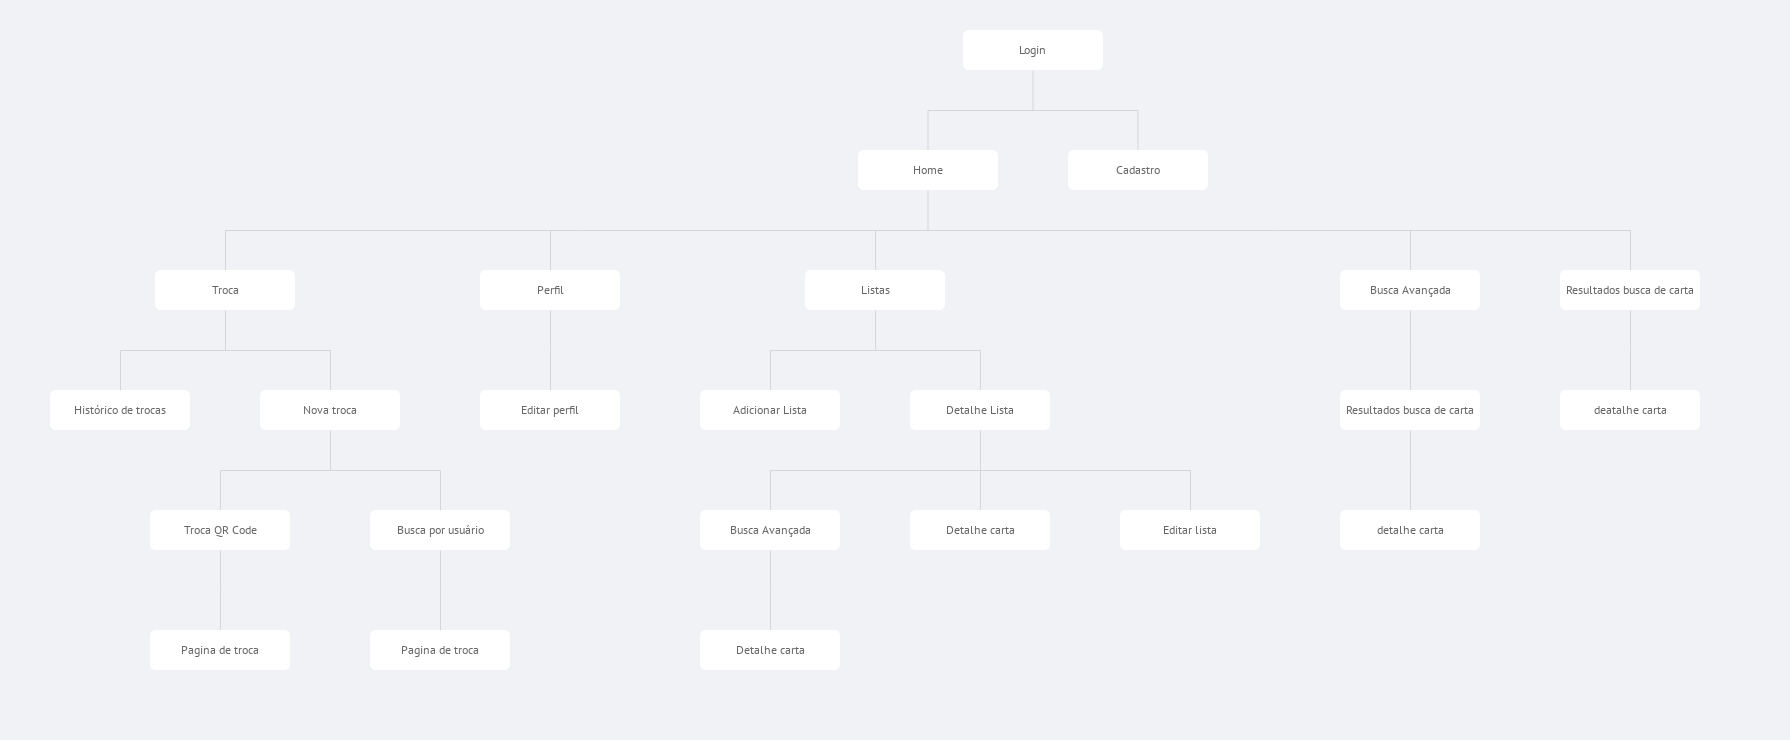 Login
Home
Cadastro
Troca
Perfil
Listas
Busca Avançada
Resultados busca de carta
Histórico de trocas
Nova troca
Editar perfil
Adicionar Lista
Detalhe Lista
Resultados busca de carta
deatalhe carta
Troca QR Code
Busca por usuário
Busca Avançada
Detalhe carta
Editar lista
detalhe carta
Pagina de troca
Pagina de troca
Detalhe carta